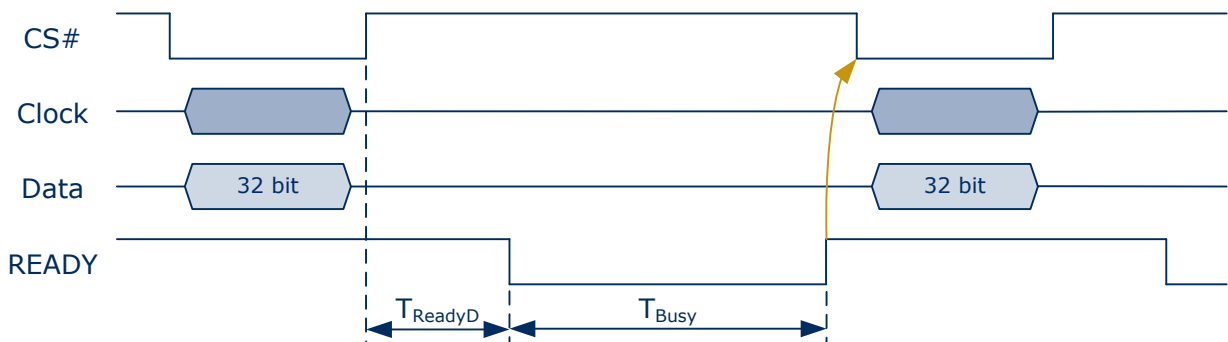 CS#
Clock
Data 32 bit 32 bit
READY
TReadyD TBusy